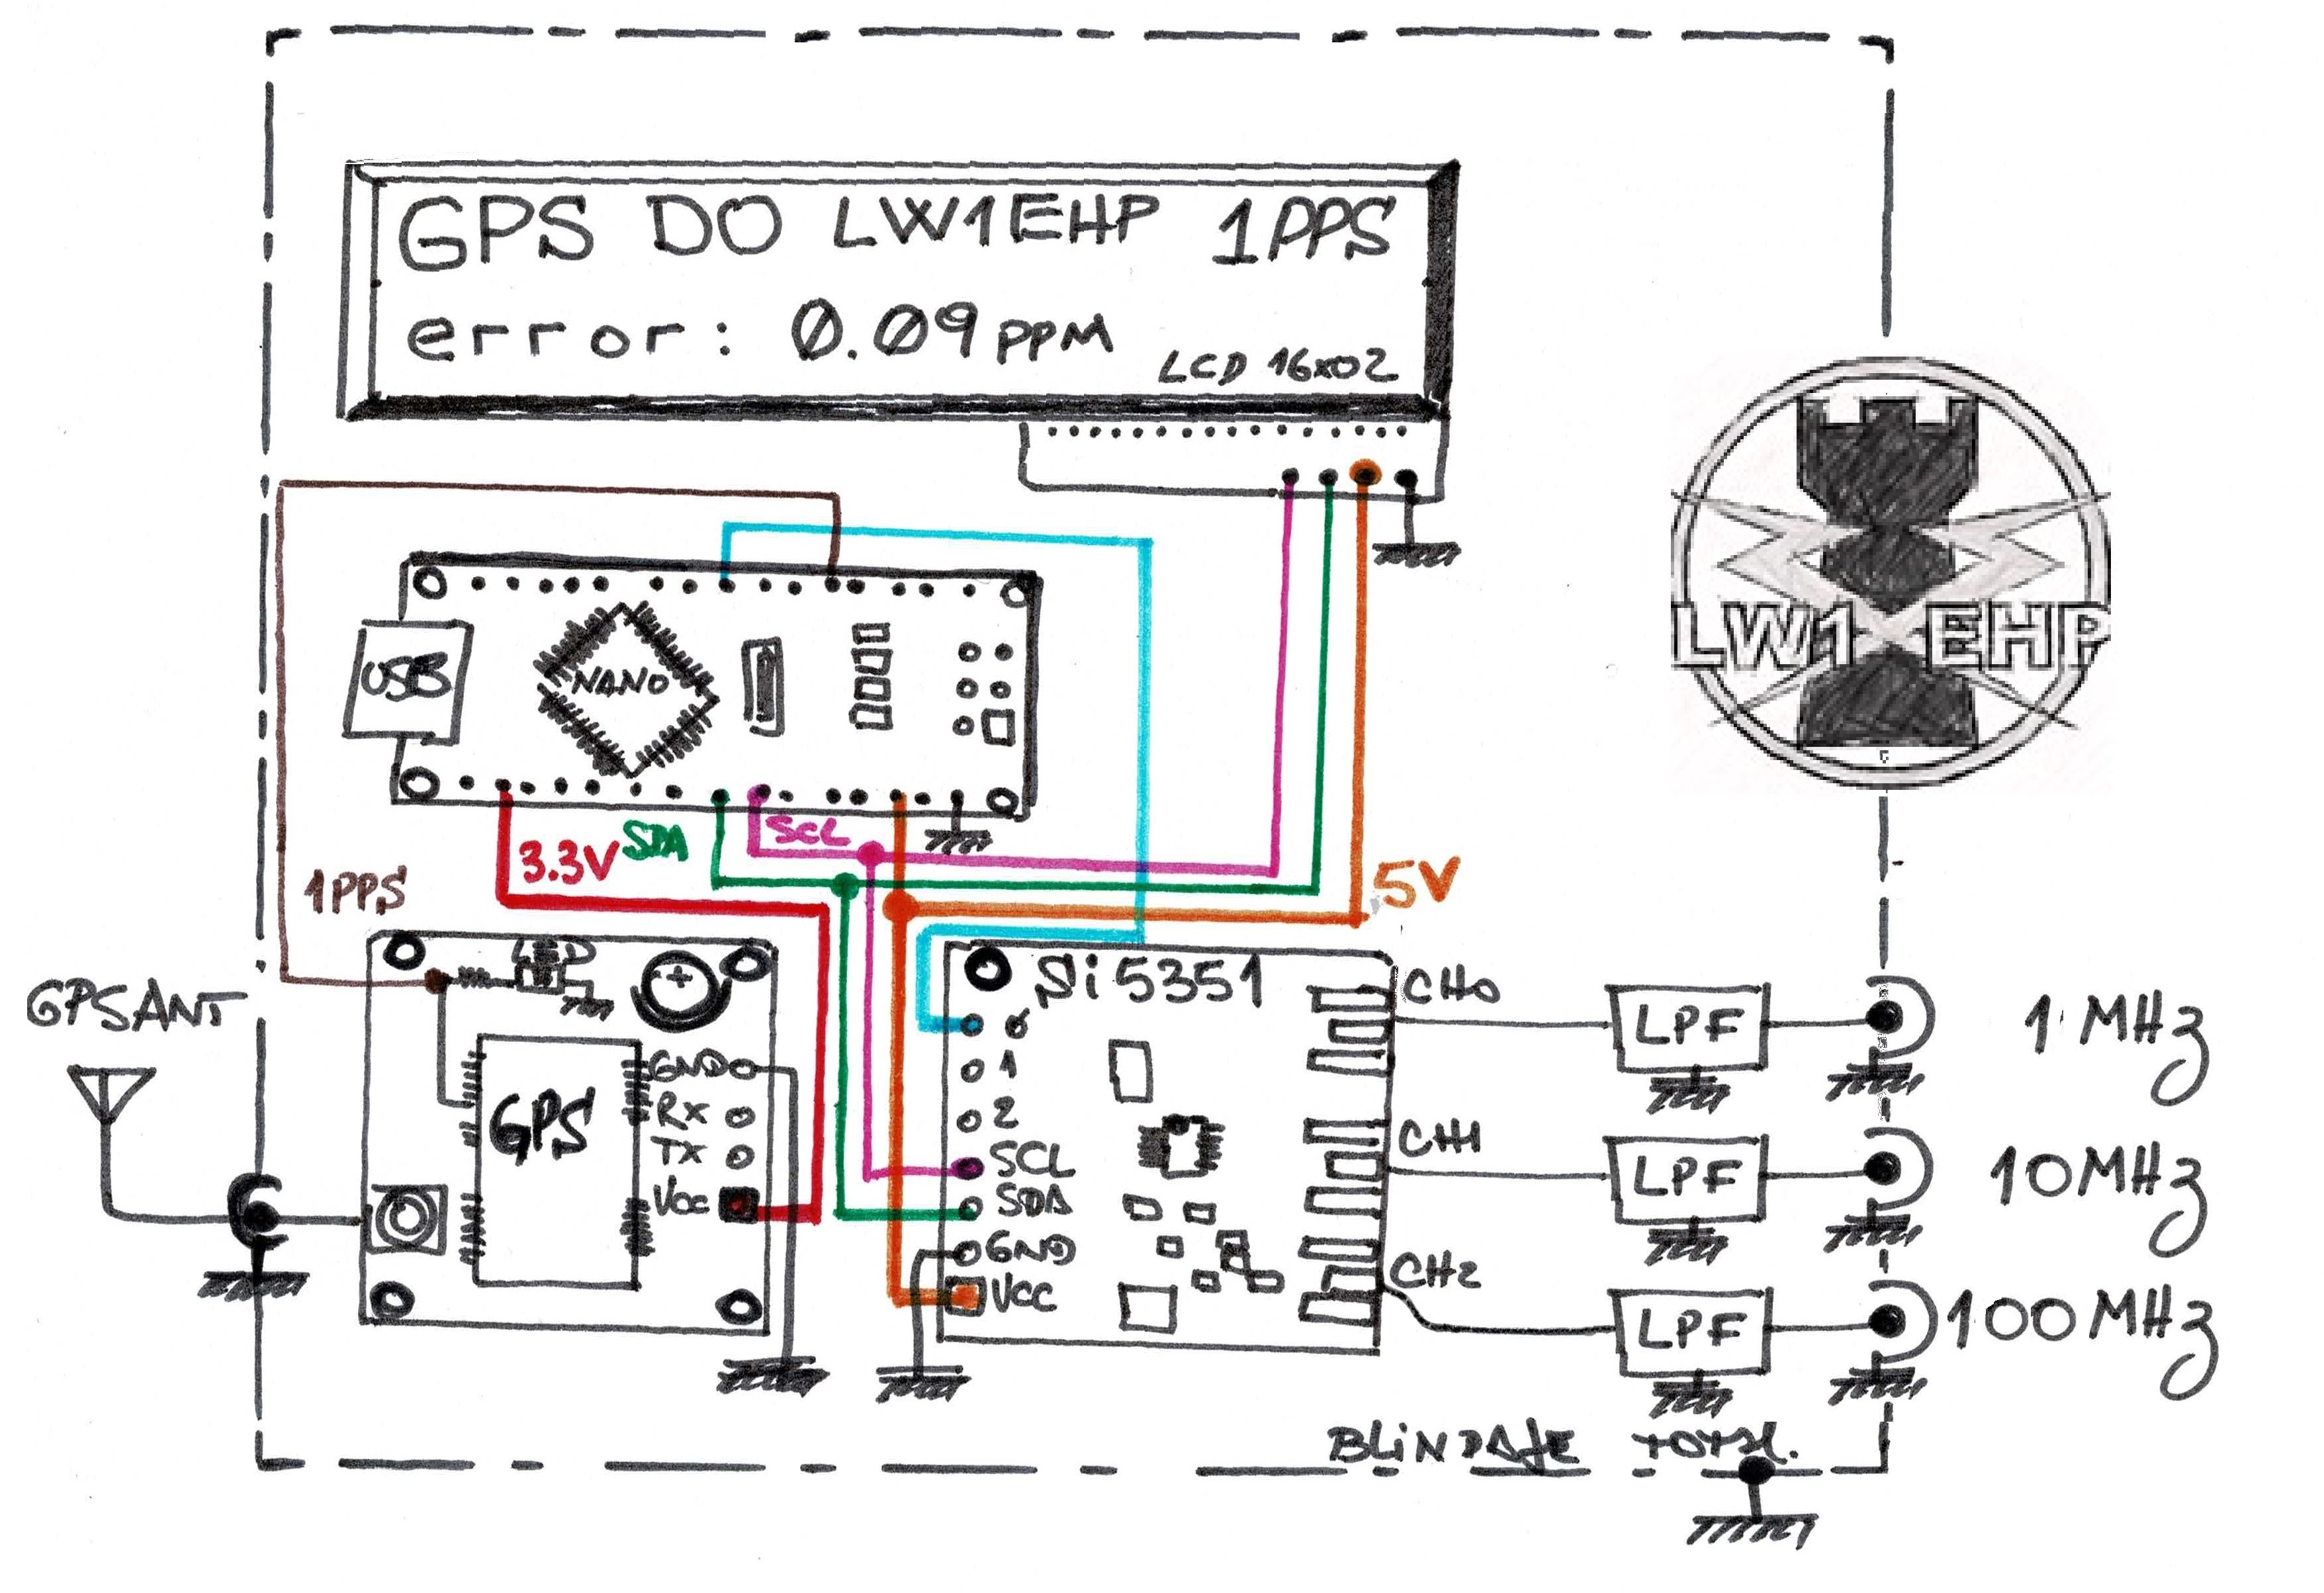 GPS DO LW1EHP 1PPS
error: 0.09 PPM
LCD 16x02
LW1 EHP
USB
NANO
3.3V
SDA
SCL
5V
1PPS
GPS ANT
LED
GPS
GND
Rx
TX
Vcc
Si5351
0
1
2
SCL
SDA
GND
VCC
CH0
LPF
1 MHz
CH1
LPF
10MHz
CH2
LPF
100MHz
BLINDAJE TOTAL.